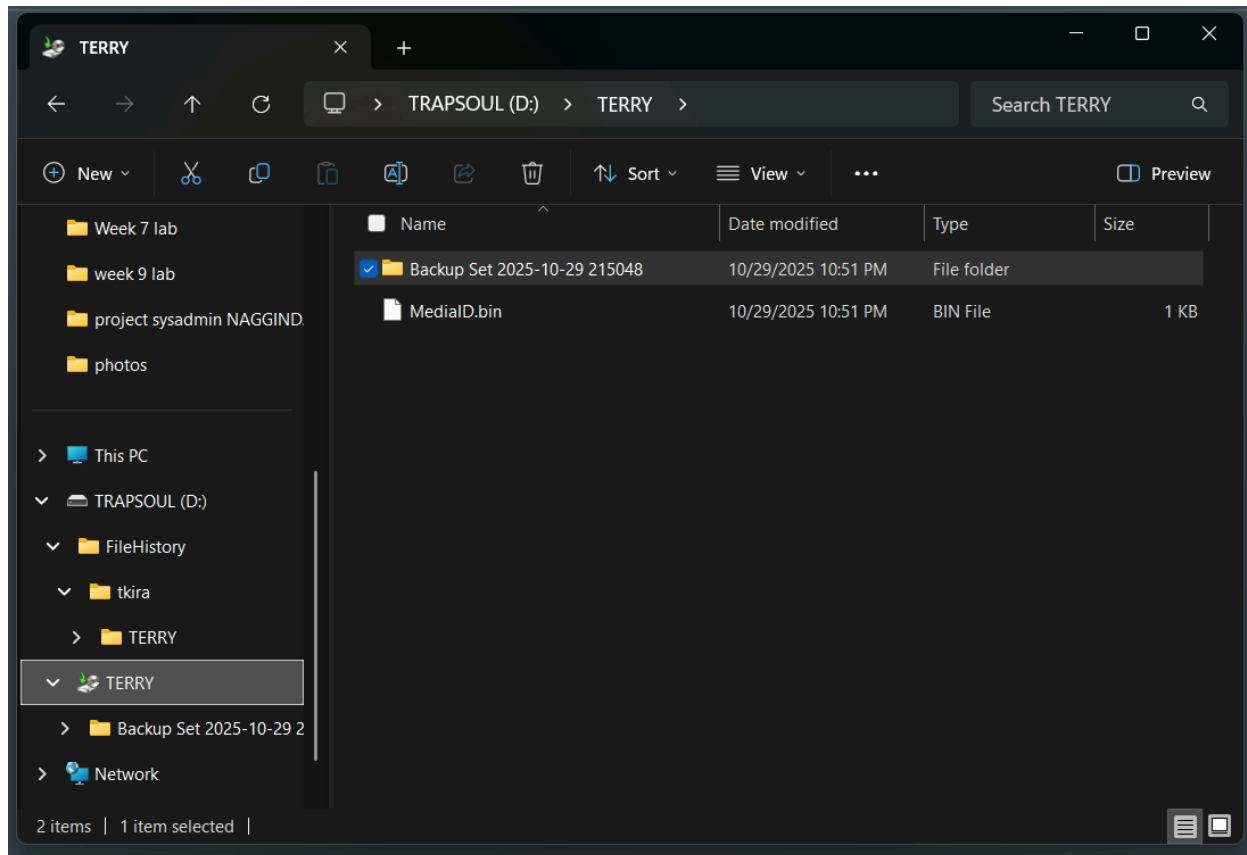 TERRY
TRAPSOUL (D:) > TERRY >
Search TERRY
New
Sort
View
Preview
Name Date modified Type Size
Backup Set 2025-10-29 215048 10/29/2025 10:51 PM File folder
MediaID.bin 10/29/2025 10:51 PM BIN File 1 KB
Week 7 lab
week 9 lab
project sysadmin NAGGIND.
photos
This PC
TRAPSOUL (D:)
FileHistory
tkira
TERRY
TERRY
Backup Set 2025-10-29 2
Network
2 items | 1 item selected |